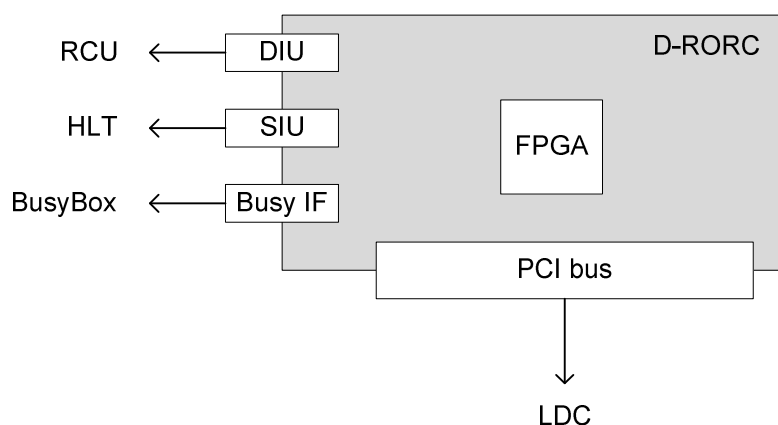 RCU
DIU
D-RORC
HLT
SIU
FPGA
BusyBox
Busy IF
PCI bus
LDC